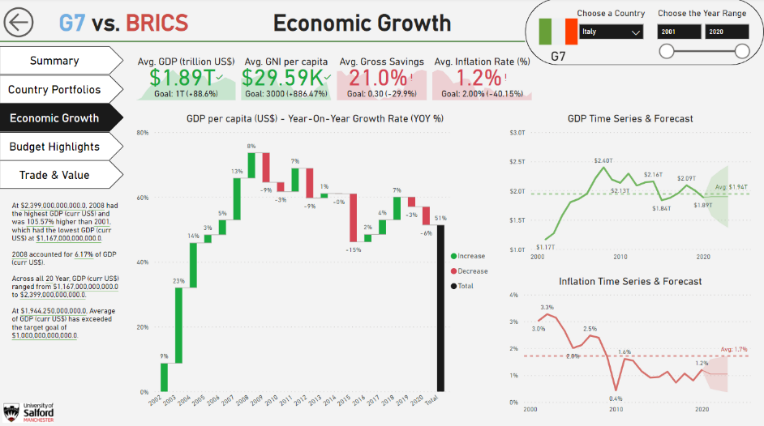 G7 vs. BRICS
Economic Growth
Choose a Country
Italy
Choose the Year Range
2001
2020
G7
Summary
Country Portfolios
Economic Growth
Budget Highlights
Trade & Value
Avg. GDP (trillion US$)
$1.89T
Goal: 1T (+88.6%)
Avg. GNI per capita
$29.59K
Goal: 3000 (+886.47%)
Avg. Gross Savings
21.0%!
Goal: 0.30 (-29.9%)
Avg. Inflation Rate (%)
1.2%!
Goal: 2.00% (-40.15%)
At $2,399,000,000,000.0, 2008 had
the highest GDP (curr US$) and
was 105.57% higher than 2001,
which had the lowest GDP (curr
US$) at $1,167,000,000,000.0
2008 accounted for 6.17% of GDP
(curr US$).
Across all 20 Year, GDP (curr US$)
ranged from $1,167,000,000,000.0
to $2,399,000,000,000.0.
At $1,944,250,000,000.0, Average
of GDP (curr US$) has exceeded
the target goal of
$1,000,000,000,000.0
University of
Salford
MANCHESTER
GDP per capita (US$) - Year-On-Year Growth Rate (YOY %)
80%
60%
40%
20%
0%
9%
23%
14%
3%
5%
13%
8%
-9%
-3%
7%
-9%
1%
-15%
2%
4%
7%
-3%
-6%
51%
2002
2003
2004
2005
2006
2007
2008
2009
2010
2011
2012
2013
2014
2015
2016
2017
2018
2019
2020
Total
Increase
Decrease
Total
GDP Time Series & Forecast
$3.0T
$2.5T
$2.0T
$1.5T
$1.0T
$1.17T
$2.40T
$2.13T
$2.16T
$1.84T
$2.09T
$1.89T
Avg: $1.94T
2000
2010
2020
Inflation Time Series & Forecast
4%
3%
2%
1%
0%
3.0%
3.3%
2.0%
2.5%
0.4%
1.6%
1.2%
Avg: 1.7%
2000
2010
2020